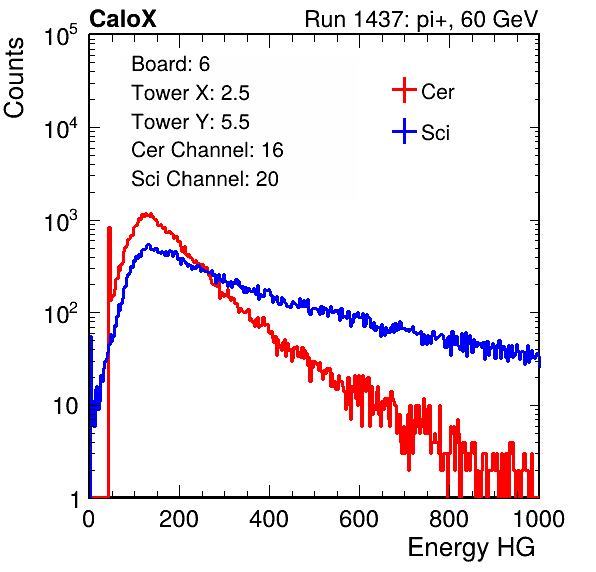 CaloX Run 1437: pi+, 60 GeV
Counts
Board: 6
Tower X: 2.5
Tower Y: 5.5
Cer Channel: 16
Sci Channel: 20
Cer
Sci
10^5
10^4
10^3
10^2
10
1
0 200 400 600 800 1000
Energy HG